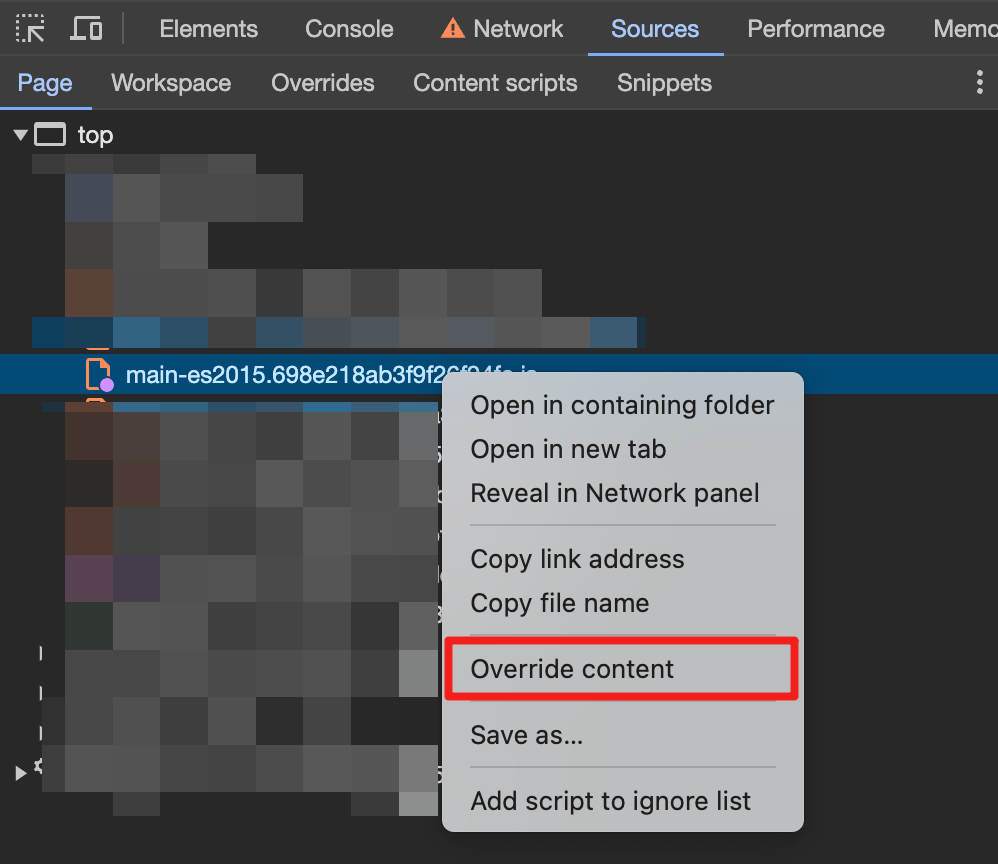 Elements Console Network Sources Performance Memo
Page Workspace Overrides Content scripts Snippets
top
main-es2015.698e218ab3f9f26f04fc.js
Open in containing folder
Open in new tab
Reveal in Network panel
Copy link address
Copy file name
Override content
Save as...
Add script to ignore list